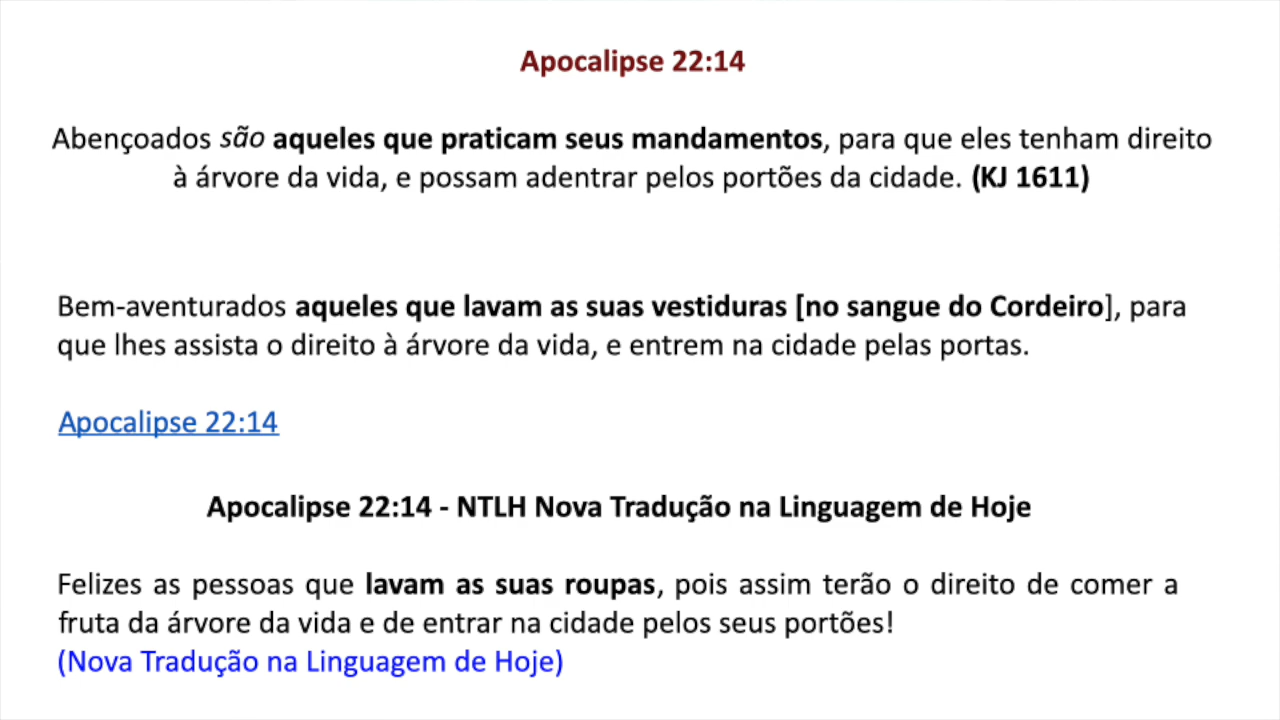 Apocalipse 22:14
Abençoados são aqueles que praticam seus mandamentos, para que eles tenham direito
à árvore da vida, e possam adentrar pelos portões da cidade. (KJ 1611)
Bem-aventurados aqueles que lavam as suas vestiduras [no sangue do Cordeiro], para
que lhes assista o direito à árvore da vida, e entrem na cidade pelas portas.
Apocalipse 22:14
Apocalipse 22:14 - NTLH Nova Tradução na Linguagem de Hoje
Felizes as pessoas que lavam as suas roupas, pois assim terão o direito de comer a
fruta da árvore da vida e de entrar na cidade pelos seus portões!
(Nova Tradução na Linguagem de Hoje)